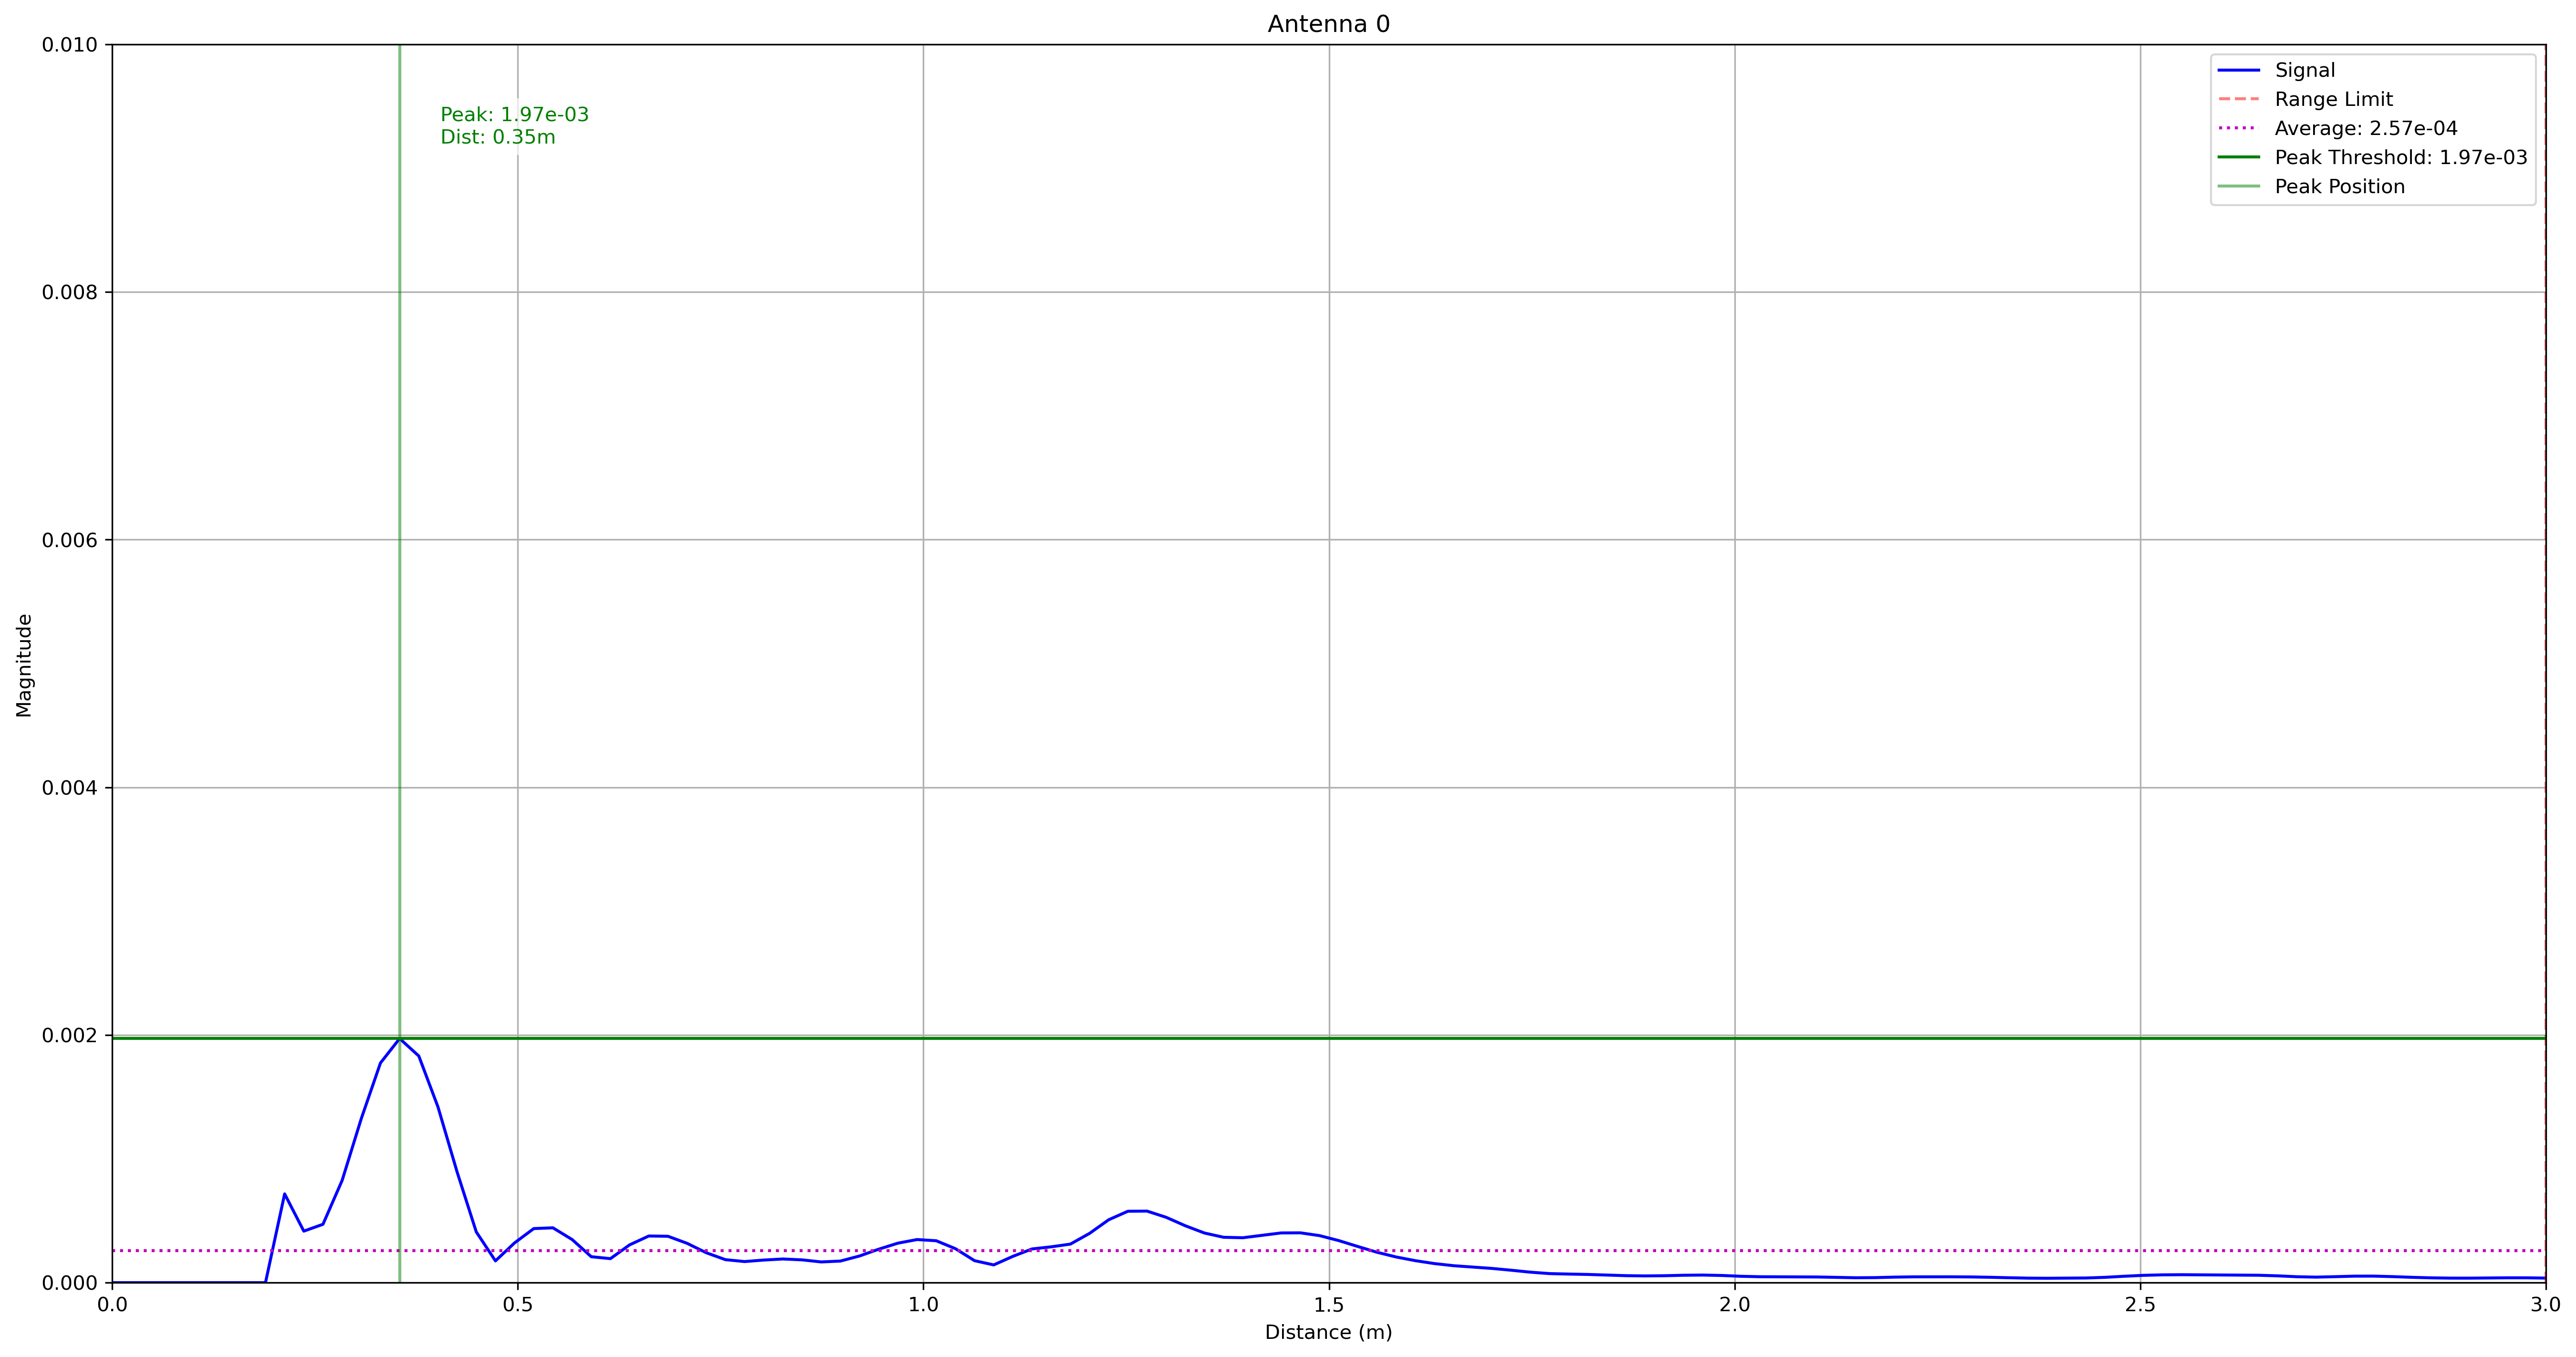 Antenna 0
0.010
0.008
0.006
0.004
0.002
0.000
Magnitude
Peak: 1.97e-03
Dist: 0.35m
Signal
Range Limit
Average: 2.57e-04
Peak Threshold: 1.97e-03
Peak Position
0.0 0.5 1.0 1.5 2.0 2.5 3.0
Distance (m)